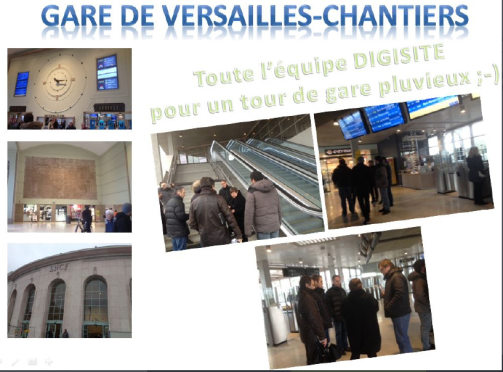 GARE DE VERSAILLES-CHANTIERS
Toute l'équipe DIGISITE
pour un tour de gare pluvieux ;-)
SNCF